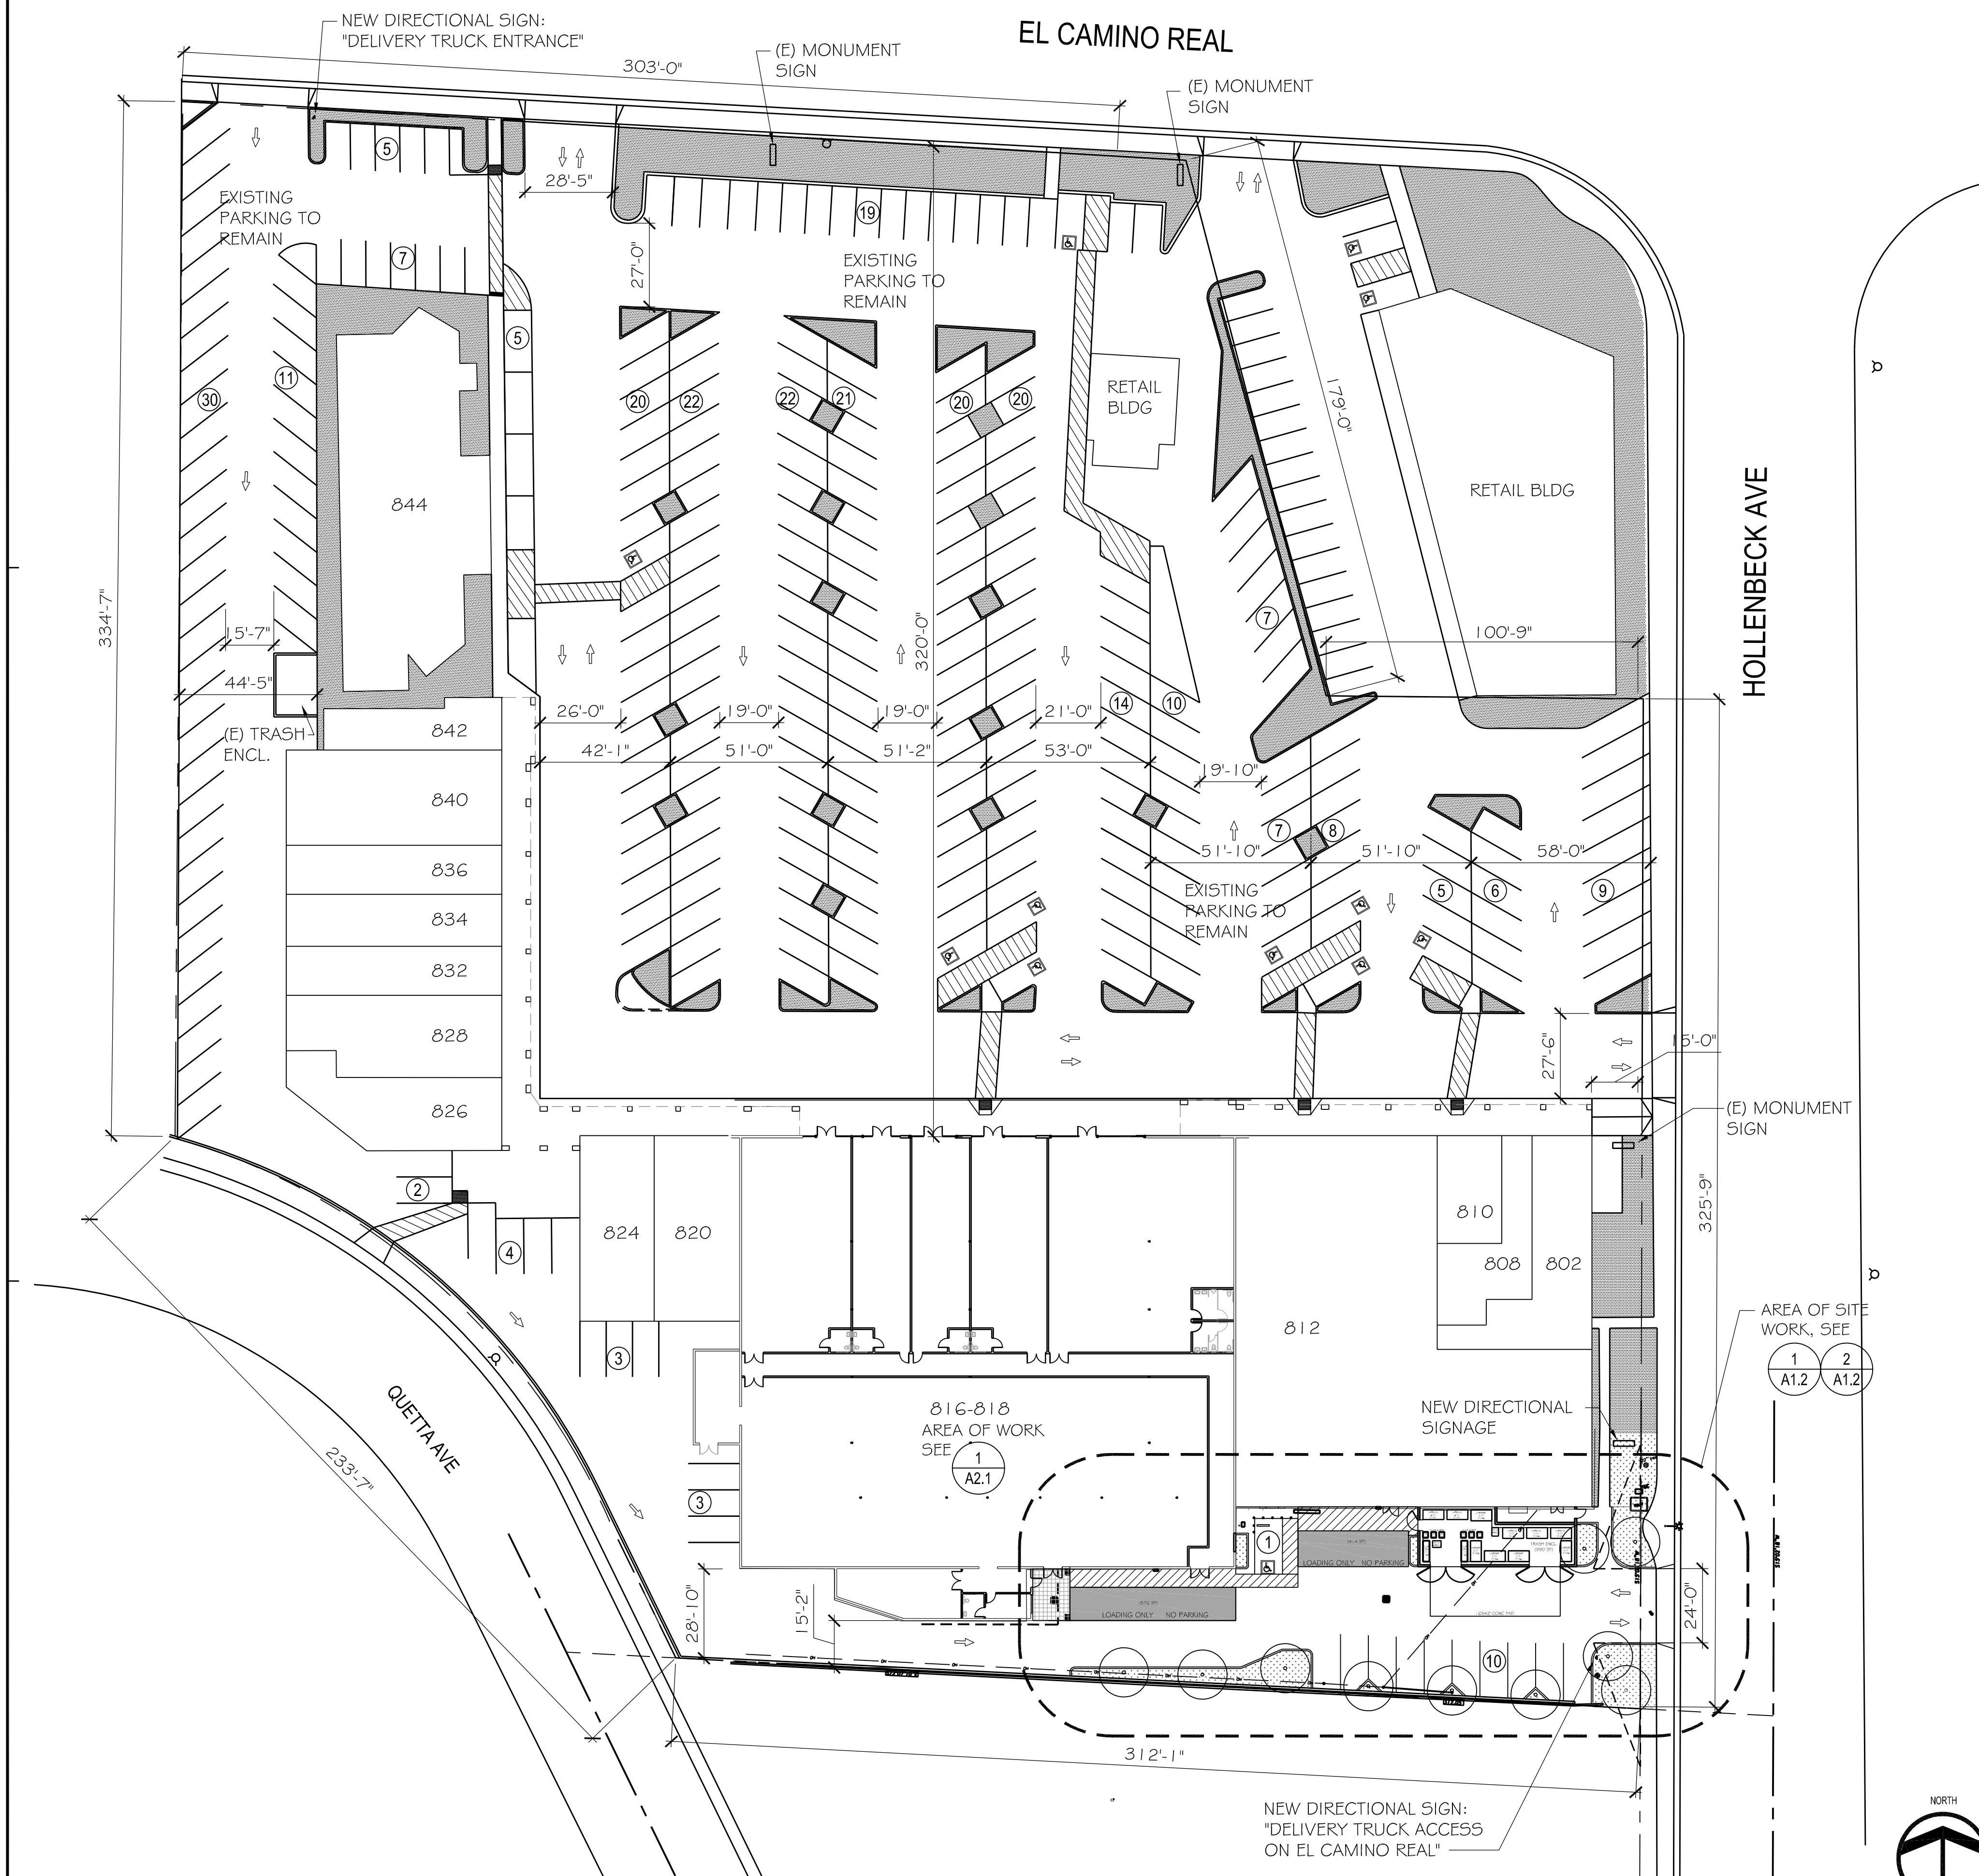 NEW DIRECTIONAL SIGN:
"DELIVERY TRUCK ENTRANCE"
EL CAMINO REAL
(E) MONUMENT
SIGN
303'-0"
(E) MONUMENT
SIGN
5
28'-5"
EXISTING
PARKING TO
REMAIN
19
7
27'-0"
EXISTING
PARKING TO
REMAIN
5
11
30
20
22
22
21
20
20
RETAIL
BLDG
179'-0"
RETAIL BLDG
HOLLENBECK AVE
844
334'-7"
15'-7"
44'-5"
320'-0"
7
100'-9"
(E) TRASH
ENCL.
842
26'-0"
19'-0"
19'-0"
21'-0"
14
10
42'-1"
51'-0"
51'-2"
53'-0"
19'-10"
840
836
834
832
828
826
7
8
51'-10"
51'-10"
58'-0"
EXISTING
PARKING TO
REMAIN
5
6
9
27'-6"
15'-0"
(E) MONUMENT
SIGN
2
4
824
820
810
808
802
812
325'-9"
3
AREA OF SITE
WORK, SEE
1
A1.2
2
A1.2
QUETTA AVE
233'-7"
816-818
AREA OF WORK
SEE
1
A2.1
NEW DIRECTIONAL
SIGNAGE
3
1
LOADING ONLY NO PARKING
TRASH ENCL.
28'-10"
15'-2"
LOADING ONLY NO PARKING
24'-0"
10
312'-1"
NEW DIRECTIONAL SIGN:
"DELIVERY TRUCK ACCESS
ON EL CAMINO REAL"
NORTH